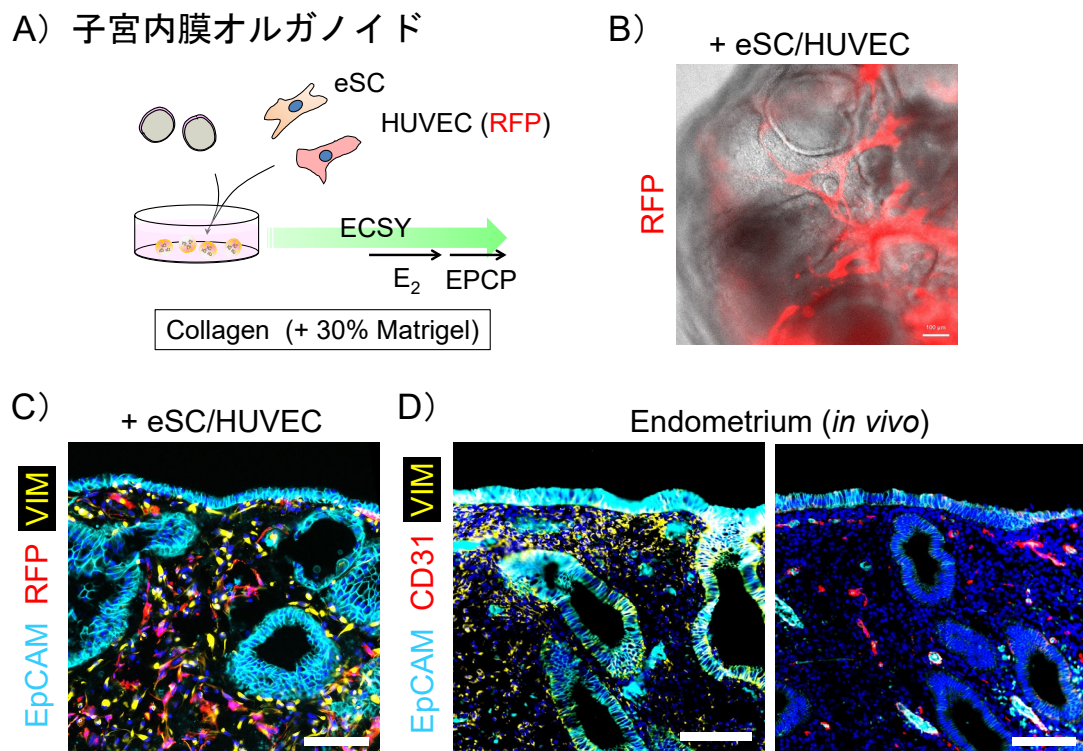 A）子宮内膜オルガノイド
eSC
HUVEC (RFP)
ECSY
E2
EPCP
Collagen (+ 30% Matrigel)
B）
+ eSC/HUVEC
RFP
100 μm
C）
+ eSC/HUVEC
EpCAM RFP VIM
D）
Endometrium (in vivo)
EpCAM CD31 VIM